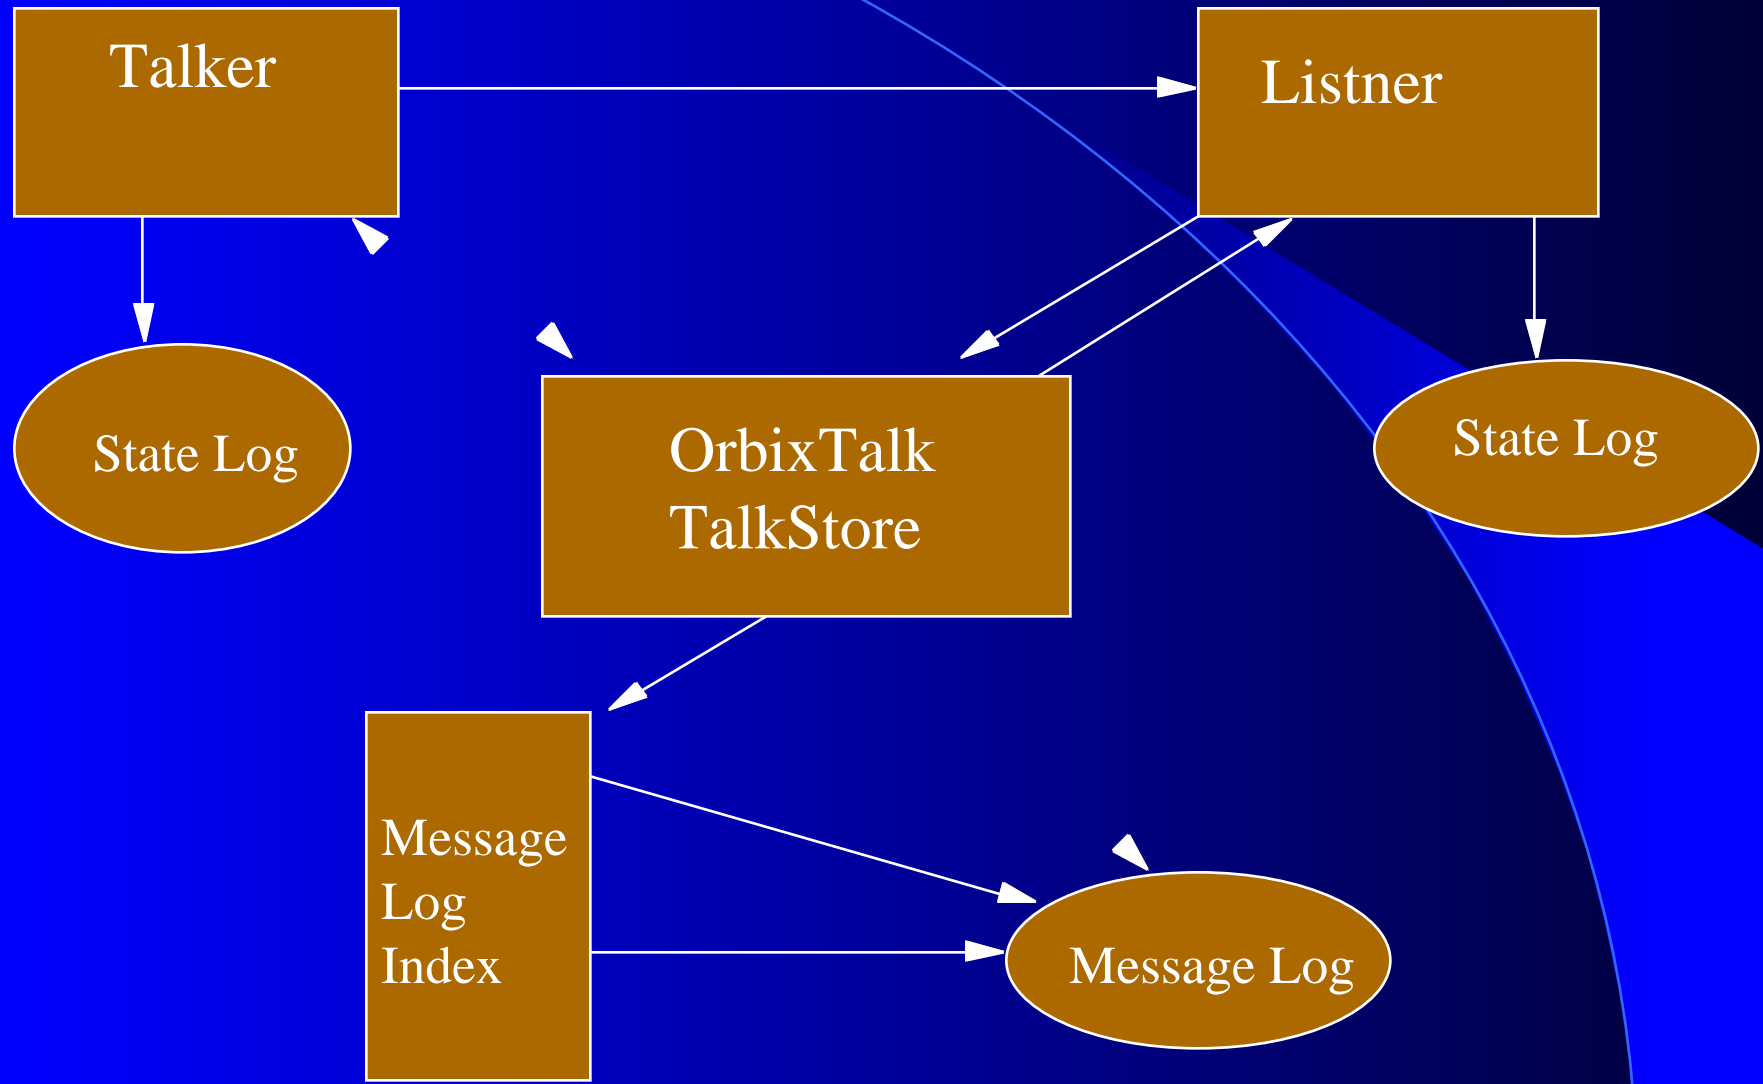 Talker
Listner
State Log
State Log
OrbixTalk
TalkStore
Message
Log
Index
Message Log